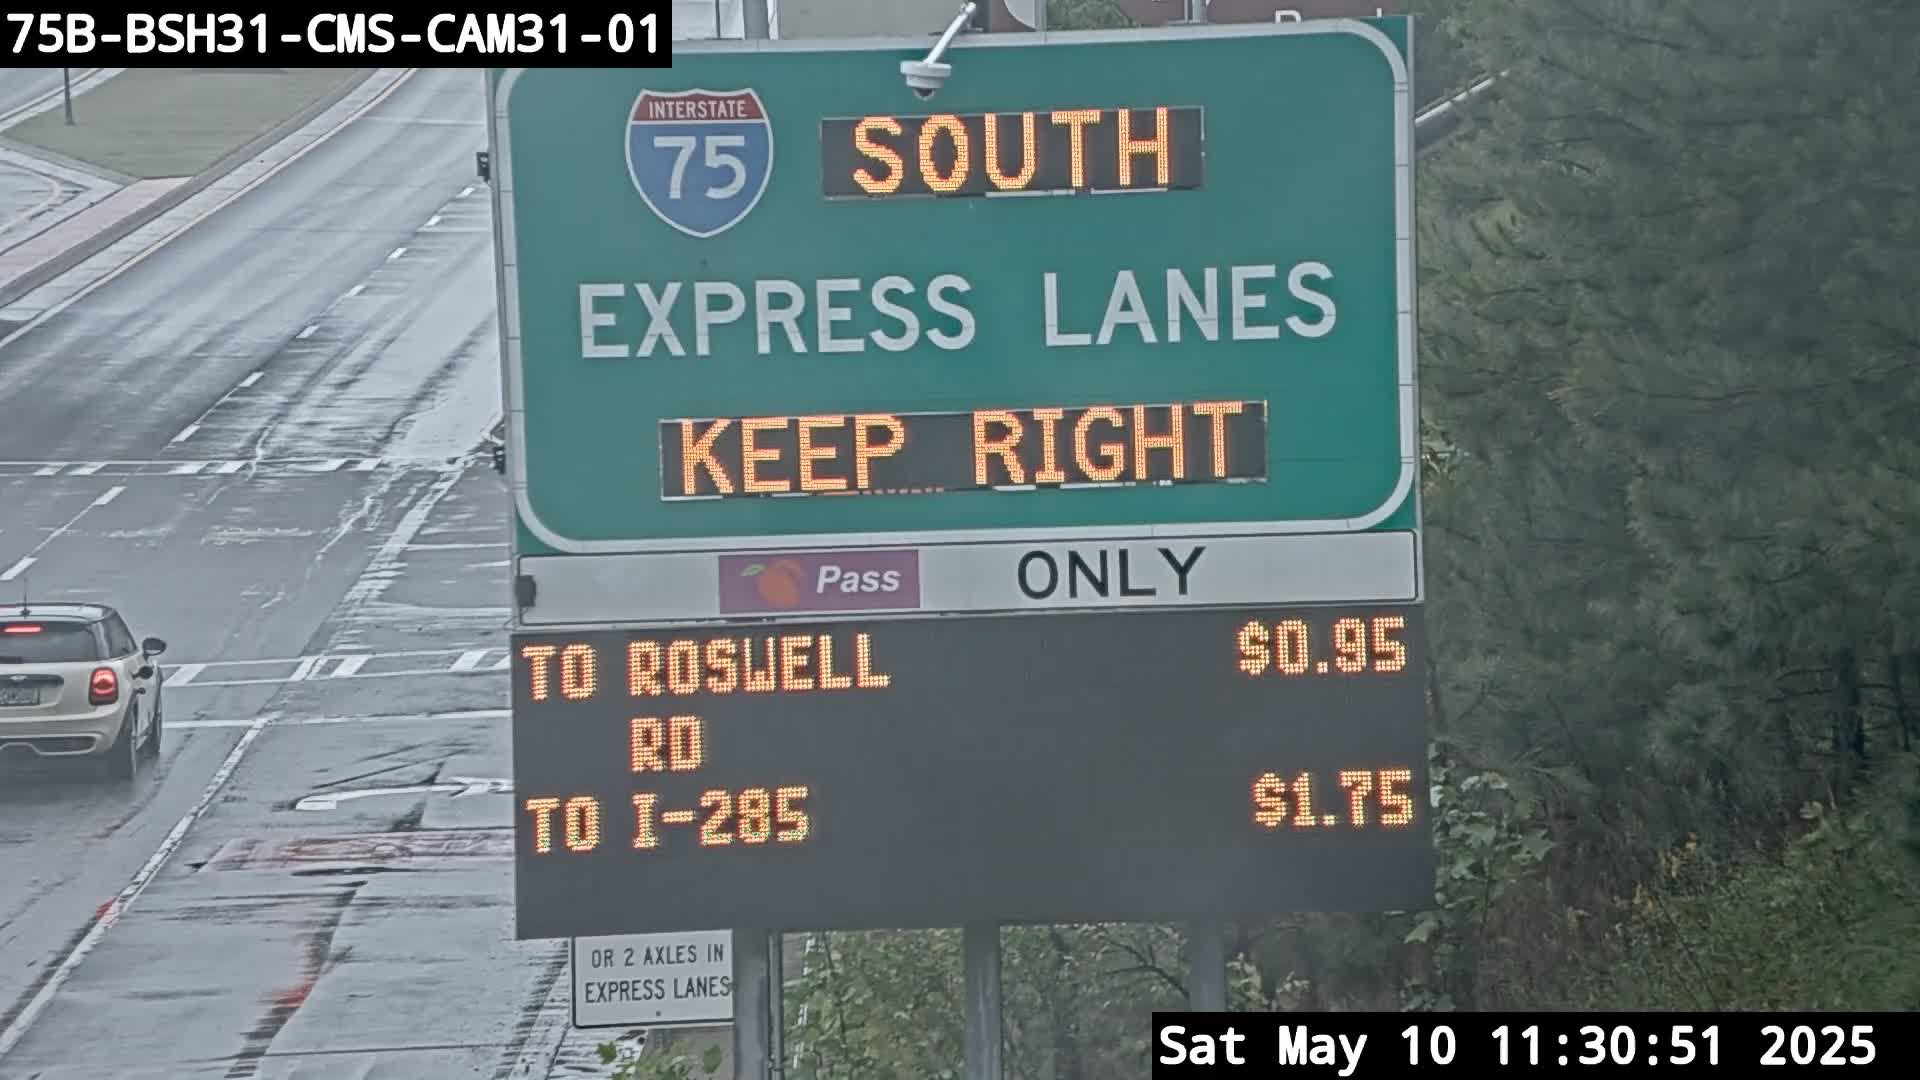 75B-BSH31-CMS-CAM31-01
INTERSTATE
75
SOUTH
EXPRESS LANES
KEEP RIGHT
Pass ONLY
TO ROSWELL $0.95
RD
TO I-285 $1.75
OR 2 AXLES IN
EXPRESS LANES
Sat May 10 11:30:51 2025